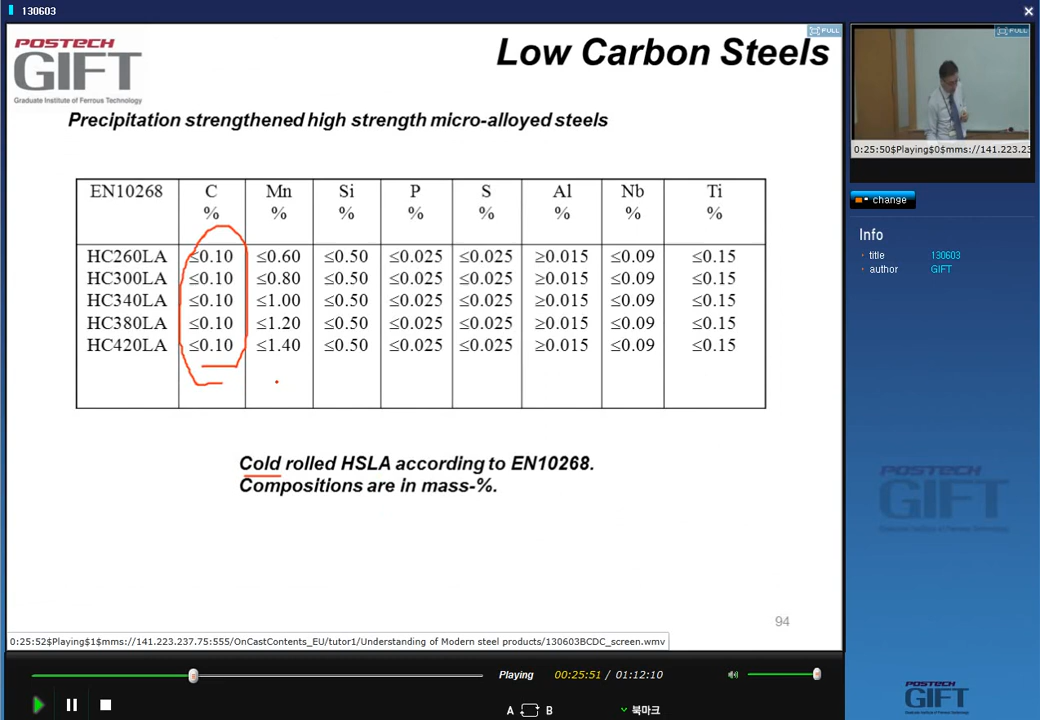 130603
POSTECH
GIFT
Graduate Institute of Ferrous Technology
Low Carbon Steels
FULL
FULL
Precipitation strengthened high strength micro-alloyed steels
EN10268 C % Mn % Si % P % S % Al % Nb % Ti %
HC260LA ≤0.10 ≤0.60 ≤0.50 ≤0.025 ≤0.025 ≥0.015 ≤0.09 ≤0.15
HC300LA ≤0.10 ≤0.80 ≤0.50 ≤0.025 ≤0.025 ≥0.015 ≤0.09 ≤0.15
HC340LA ≤0.10 ≤1.00 ≤0.50 ≤0.025 ≤0.025 ≥0.015 ≤0.09 ≤0.15
HC380LA ≤0.10 ≤1.20 ≤0.50 ≤0.025 ≤0.025 ≥0.015 ≤0.09 ≤0.15
HC420LA ≤0.10 ≤1.40 ≤0.50 ≤0.025 ≤0.025 ≥0.015 ≤0.09 ≤0.15
Cold rolled HSLA according to EN10268.
Compositions are in mass-%.
94
0:25:52$Playing$1$mms://141.223.237.75:555/OnCastContents_EU/tutor1/Understanding of Modern steel products/130603BCDC_screen.wmv
Playing 00:25:51 / 01:12:10
A B 북마크
0:25:50$Playing$0$mms://141.223.23
change
Info
title 130603
author GIFT
POSTECH
GIFT
POSTECH
GIFT